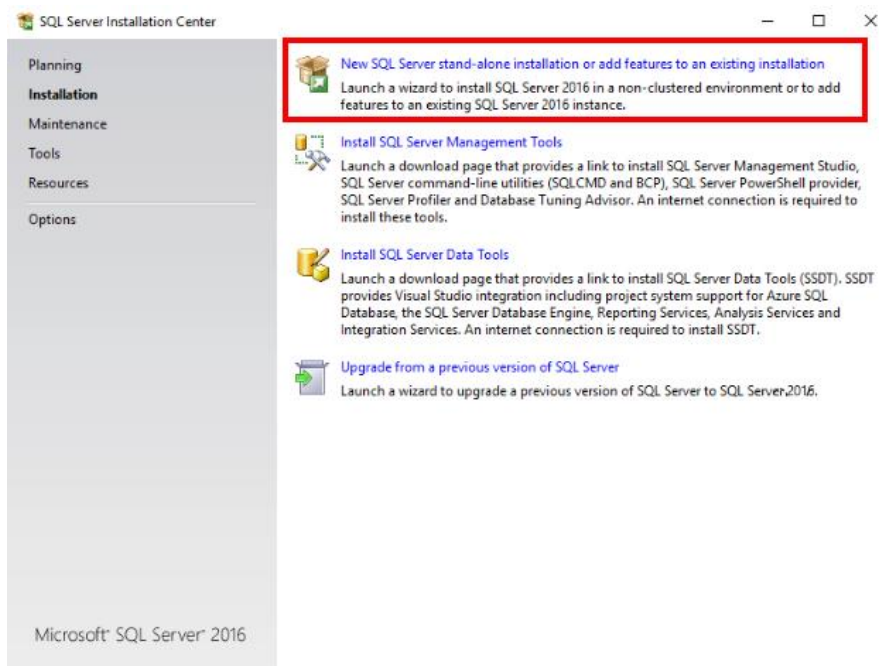 SQL Server Installation Center
Planning
Installation
Maintenance
Tools
Resources
Options
New SQL Server stand-alone installation or add features to an existing installation
Launch a wizard to install SQL Server 2016 in a non-clustered environment or to add
features to an existing SQL Server 2016 instance.
Install SQL Server Management Tools
Launch a download page that provides a link to install SQL Server Management Studio,
SQL Server command-line utilities (SQLCMD and BCP), SQL Server PowerShell provider,
SQL Server Profiler and Database Tuning Advisor. An internet connection is required to
install these tools.
Install SQL Server Data Tools
Launch a download page that provides a link to install SQL Server Data Tools (SSDT). SSDT
provides Visual Studio integration including project system support for Azure SQL
Database, the SQL Server Database Engine, Reporting Services, Analysis Services and
Integration Services. An internet connection is required to install SSDT.
Upgrade from a previous version of SQL Server
Launch a wizard to upgrade a previous version of SQL Server to SQL Server,2016.
Microsoft SQL Server 2016